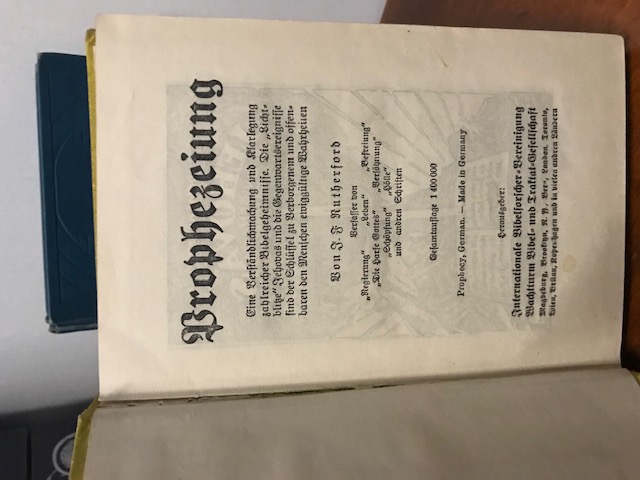 Prophezeiung
Eine Verständlichmachung und Klarlegung
zahlreicher Bibelgeheimnisse. Die „Licht-
blitze“ Jehovas und die Gegenwartsereignisse
sind der Schlüssel zu Verborgenem und offen-
baren den Menschen ewiggültige Wahrheiten
Von J. F. Rutherford
Verfasser von
„Regierung“ „Leben“ „Befreiung“
„Die Harfe Gottes“ „Versöhnung“
„Schöpfung“ „Hölle“
und andren Schriften
Gesamtauflage 1 400 000
Prophecy, German. — Made in Germany
Herausgeber:
Internationale Bibelforscher-Vereinigung
Wachtturm Bibel- und Traktat-Gesellschaft
Magdeburg, Brooklyn, N. Y., Bern, London, Toronto,
Wien, Kopenhagen und in vielen andern Ländern